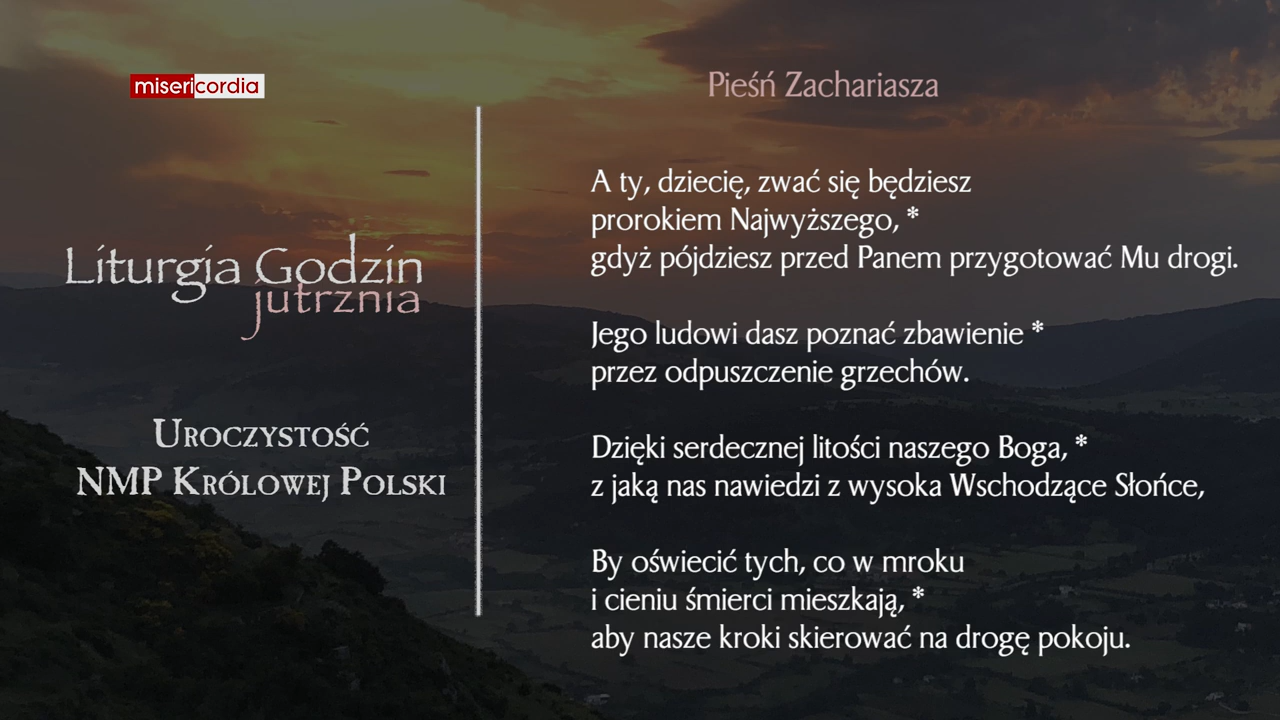 misericordia
Liturgia Godzin
jutrznia
Uroczystość
NMP Królowej Polski
Pieśń Zachariasza
A ty, dziecię, zwać się będziesz
prorokiem Najwyższego, *
gdyż pójdziesz przed Panem przygotować Mu drogi.
Jego ludowi dasz poznać zbawienie *
przez odpuszczenie grzechów.
Dzięki serdecznej litości naszego Boga, *
z jaką nas nawiedzi z wysoka Wschodzące Słońce,
By oświecić tych, co w mroku
i cieniu śmierci mieszkają, *
aby nasze kroki skierować na drogę pokoju.